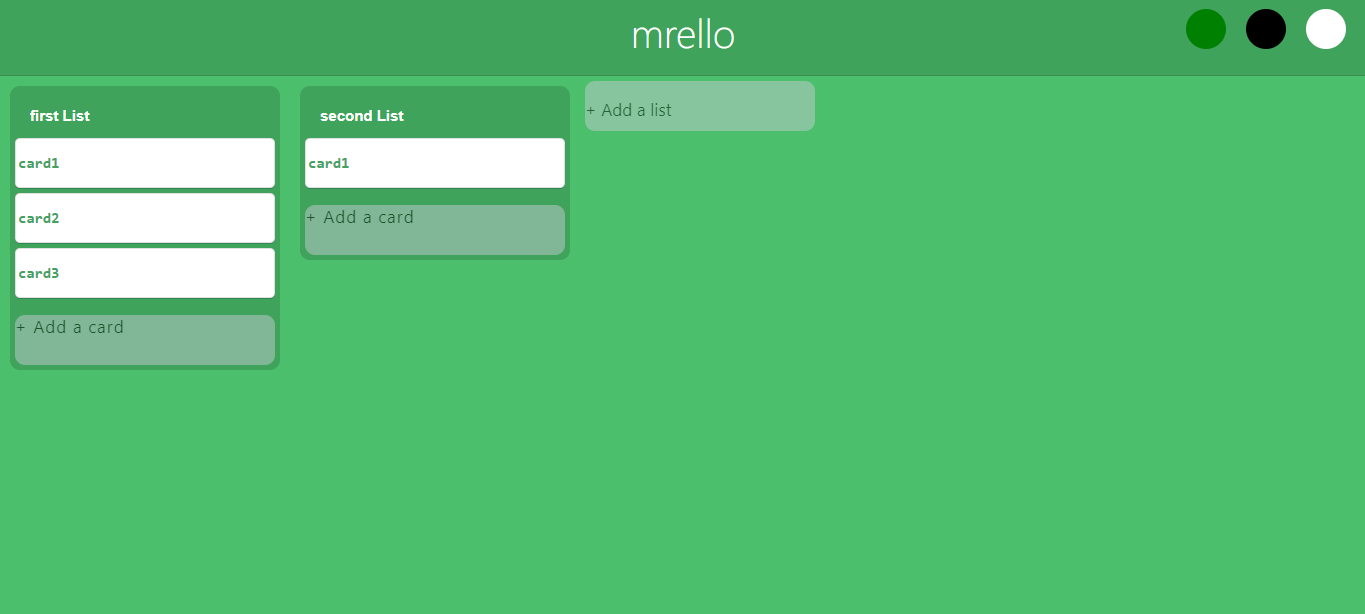 mrello
first List
card1
card2
card3
+ Add a card
second List
card1
+ Add a card
+ Add a list